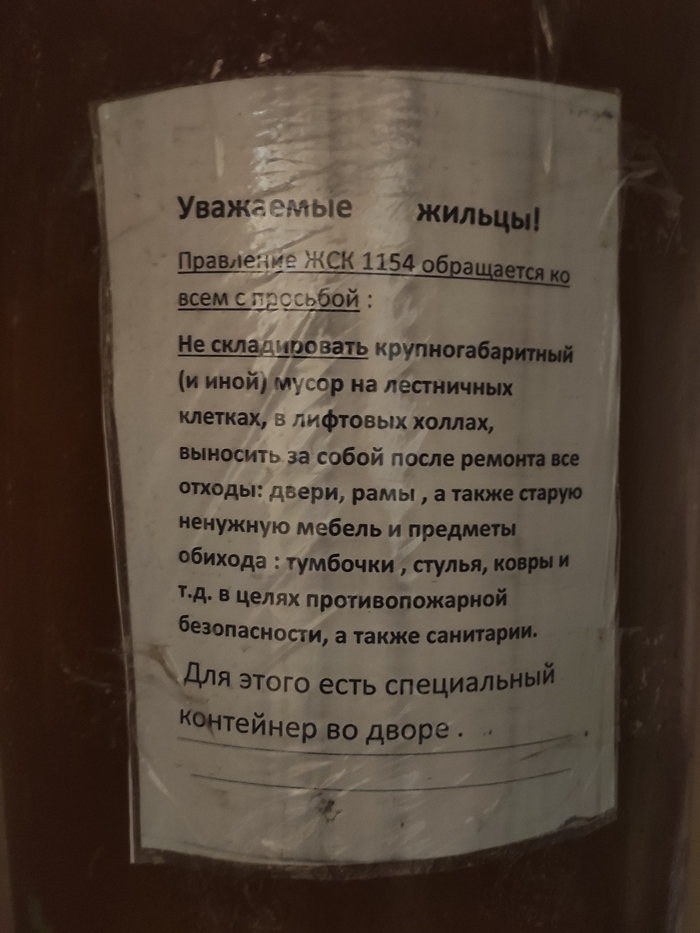 Уважаемые жильцы!
Правление ЖСК 1154 обращается ко
всем с просьбой :
Не складировать крупногабаритный
(и иной) мусор на лестничных
клетках, в лифтовых холлах,
выносить за собой после ремонта все
отходы: двери, рамы , а также старую
ненужную мебель и предметы
обихода : тумбочки , стулья, ковры и
т.д. в целях противопожарной
безопасности, а также санитарии.
Для этого есть специальный
контейнер во дворе .